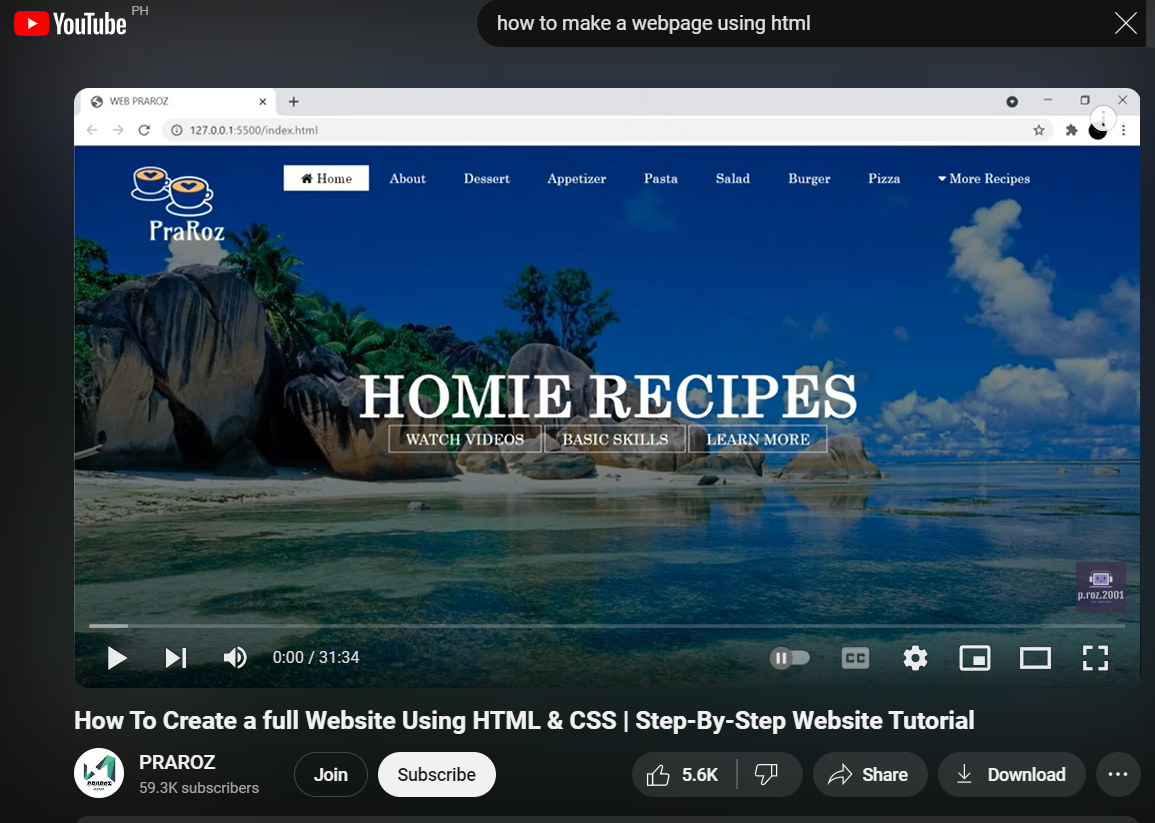 YouTube PH
how to make a webpage using html
WEB PRAROZ
127.0.0.1:5500/index.html
PraRoz
Home About Dessert Appetizer Pasta Salad Burger Pizza More Recipes
HOMIE RECIPES
WATCH VIDEOS BASIC SKILLS LEARN MORE
p.roz.2001
0:00 / 31:34
CC
How To Create a full Website Using HTML & CSS | Step-By-Step Website Tutorial
PRAROZ
59.3K subscribers
Join
Subscribe
5.6K
Share
Download